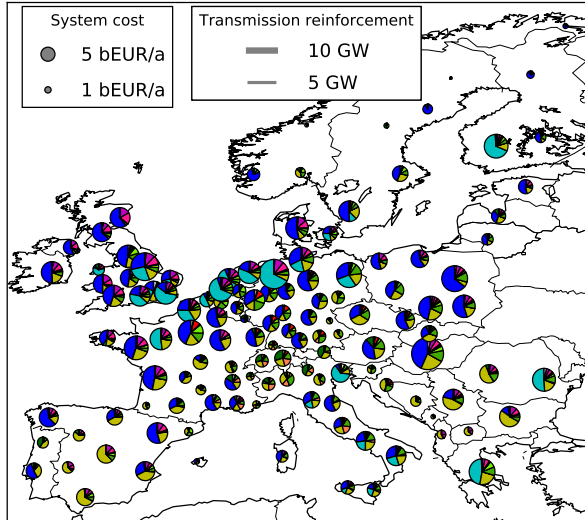 System cost
5 bEUR/a
1 bEUR/a
Transmission reinforcement
10 GW
5 GW